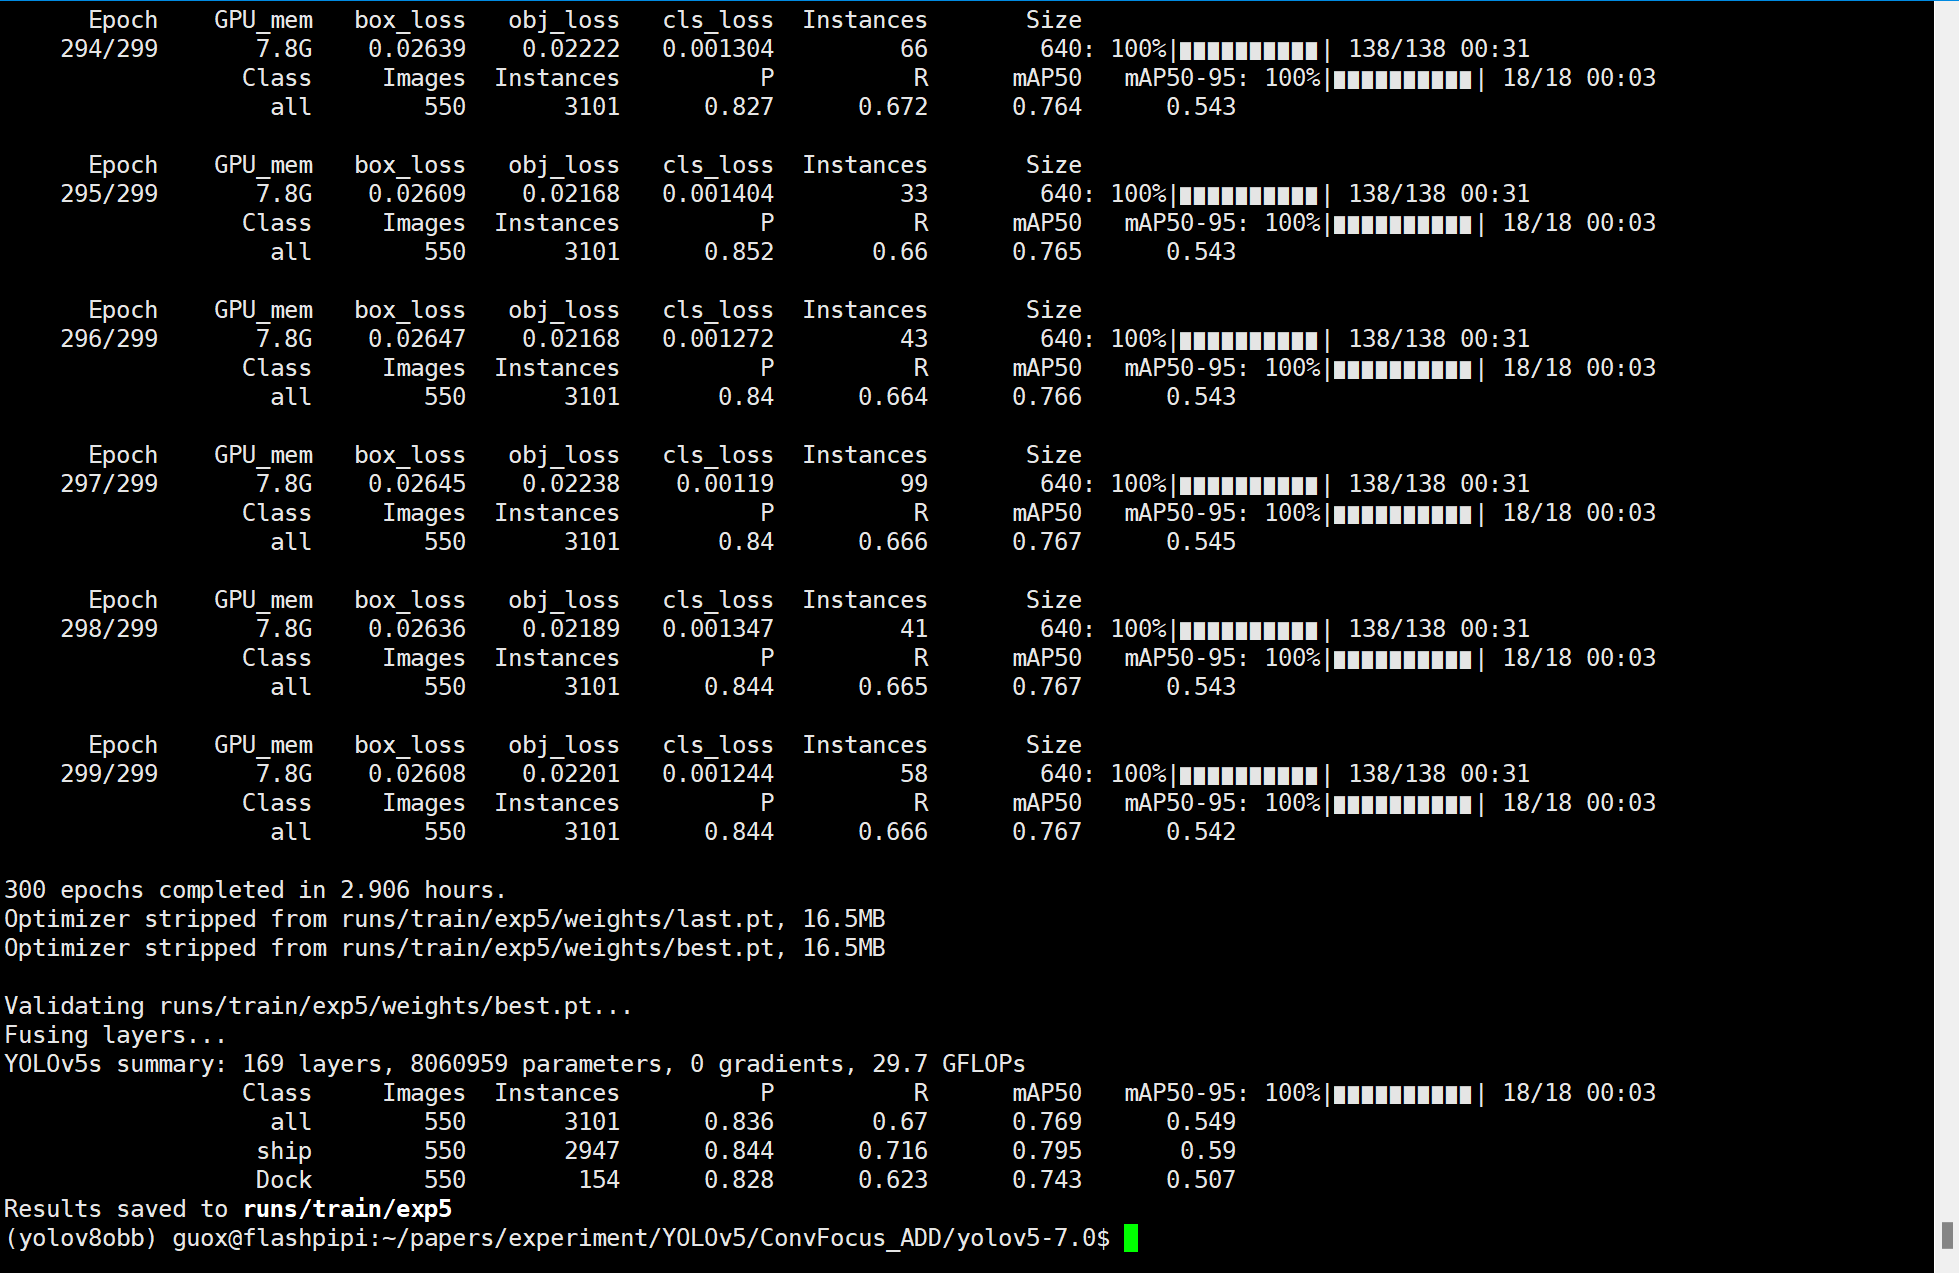 Epoch GPU_mem box_loss obj_loss cls_loss Instances Size
294/299 7.8G 0.02639 0.02222 0.001304 66 640: 100%|██████████| 138/138 00:31
Class Images Instances P R mAP50 mAP50-95: 100%|██████████| 18/18 00:03
all 550 3101 0.827 0.672 0.764 0.543
Epoch GPU_mem box_loss obj_loss cls_loss Instances Size
295/299 7.8G 0.02609 0.02168 0.001404 33 640: 100%|██████████| 138/138 00:31
Class Images Instances P R mAP50 mAP50-95: 100%|██████████| 18/18 00:03
all 550 3101 0.852 0.66 0.765 0.543
Epoch GPU_mem box_loss obj_loss cls_loss Instances Size
296/299 7.8G 0.02647 0.02168 0.001272 43 640: 100%|██████████| 138/138 00:31
Class Images Instances P R mAP50 mAP50-95: 100%|██████████| 18/18 00:03
all 550 3101 0.84 0.664 0.766 0.543
Epoch GPU_mem box_loss obj_loss cls_loss Instances Size
297/299 7.8G 0.02645 0.02238 0.00119 99 640: 100%|██████████| 138/138 00:31
Class Images Instances P R mAP50 mAP50-95: 100%|██████████| 18/18 00:03
all 550 3101 0.84 0.666 0.767 0.545
Epoch GPU_mem box_loss obj_loss cls_loss Instances Size
298/299 7.8G 0.02636 0.02189 0.001347 41 640: 100%|██████████| 138/138 00:31
Class Images Instances P R mAP50 mAP50-95: 100%|██████████| 18/18 00:03
all 550 3101 0.844 0.665 0.767 0.543
Epoch GPU_mem box_loss obj_loss cls_loss Instances Size
299/299 7.8G 0.02608 0.02201 0.001244 58 640: 100%|██████████| 138/138 00:31
Class Images Instances P R mAP50 mAP50-95: 100%|██████████| 18/18 00:03
all 550 3101 0.844 0.666 0.767 0.542
300 epochs completed in 2.906 hours.
Optimizer stripped from runs/train/exp5/weights/last.pt, 16.5MB
Optimizer stripped from runs/train/exp5/weights/best.pt, 16.5MB
Validating runs/train/exp5/weights/best.pt...
Fusing layers...
YOLOv5s summary: 169 layers, 8060959 parameters, 0 gradients, 29.7 GFLOPs
Class Images Instances P R mAP50 mAP50-95: 100%|██████████| 18/18 00:03
all 550 3101 0.836 0.67 0.769 0.549
ship 550 2947 0.844 0.716 0.795 0.59
Dock 550 154 0.828 0.623 0.743 0.507
Results saved to runs/train/exp5
(yolov8obb) guox@flashpipi:~/papers/experiment/YOLOv5/ConvFocus_ADD/yolov5-7.0$